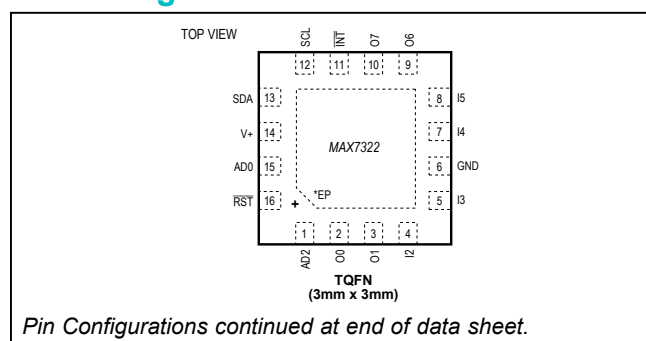 TOP VIEW
SCL
INT
O7
O6
12
11
10
9
SDA 13
8 I5
V+ 14
7 I4
MAX7322
AD0 15
6 GND
RST 16
5 I3
+
*EP
1
2
3
4
AD2
O0
O1
I2
TQFN
(3mm x 3mm)
Pin Configurations continued at end of data sheet.